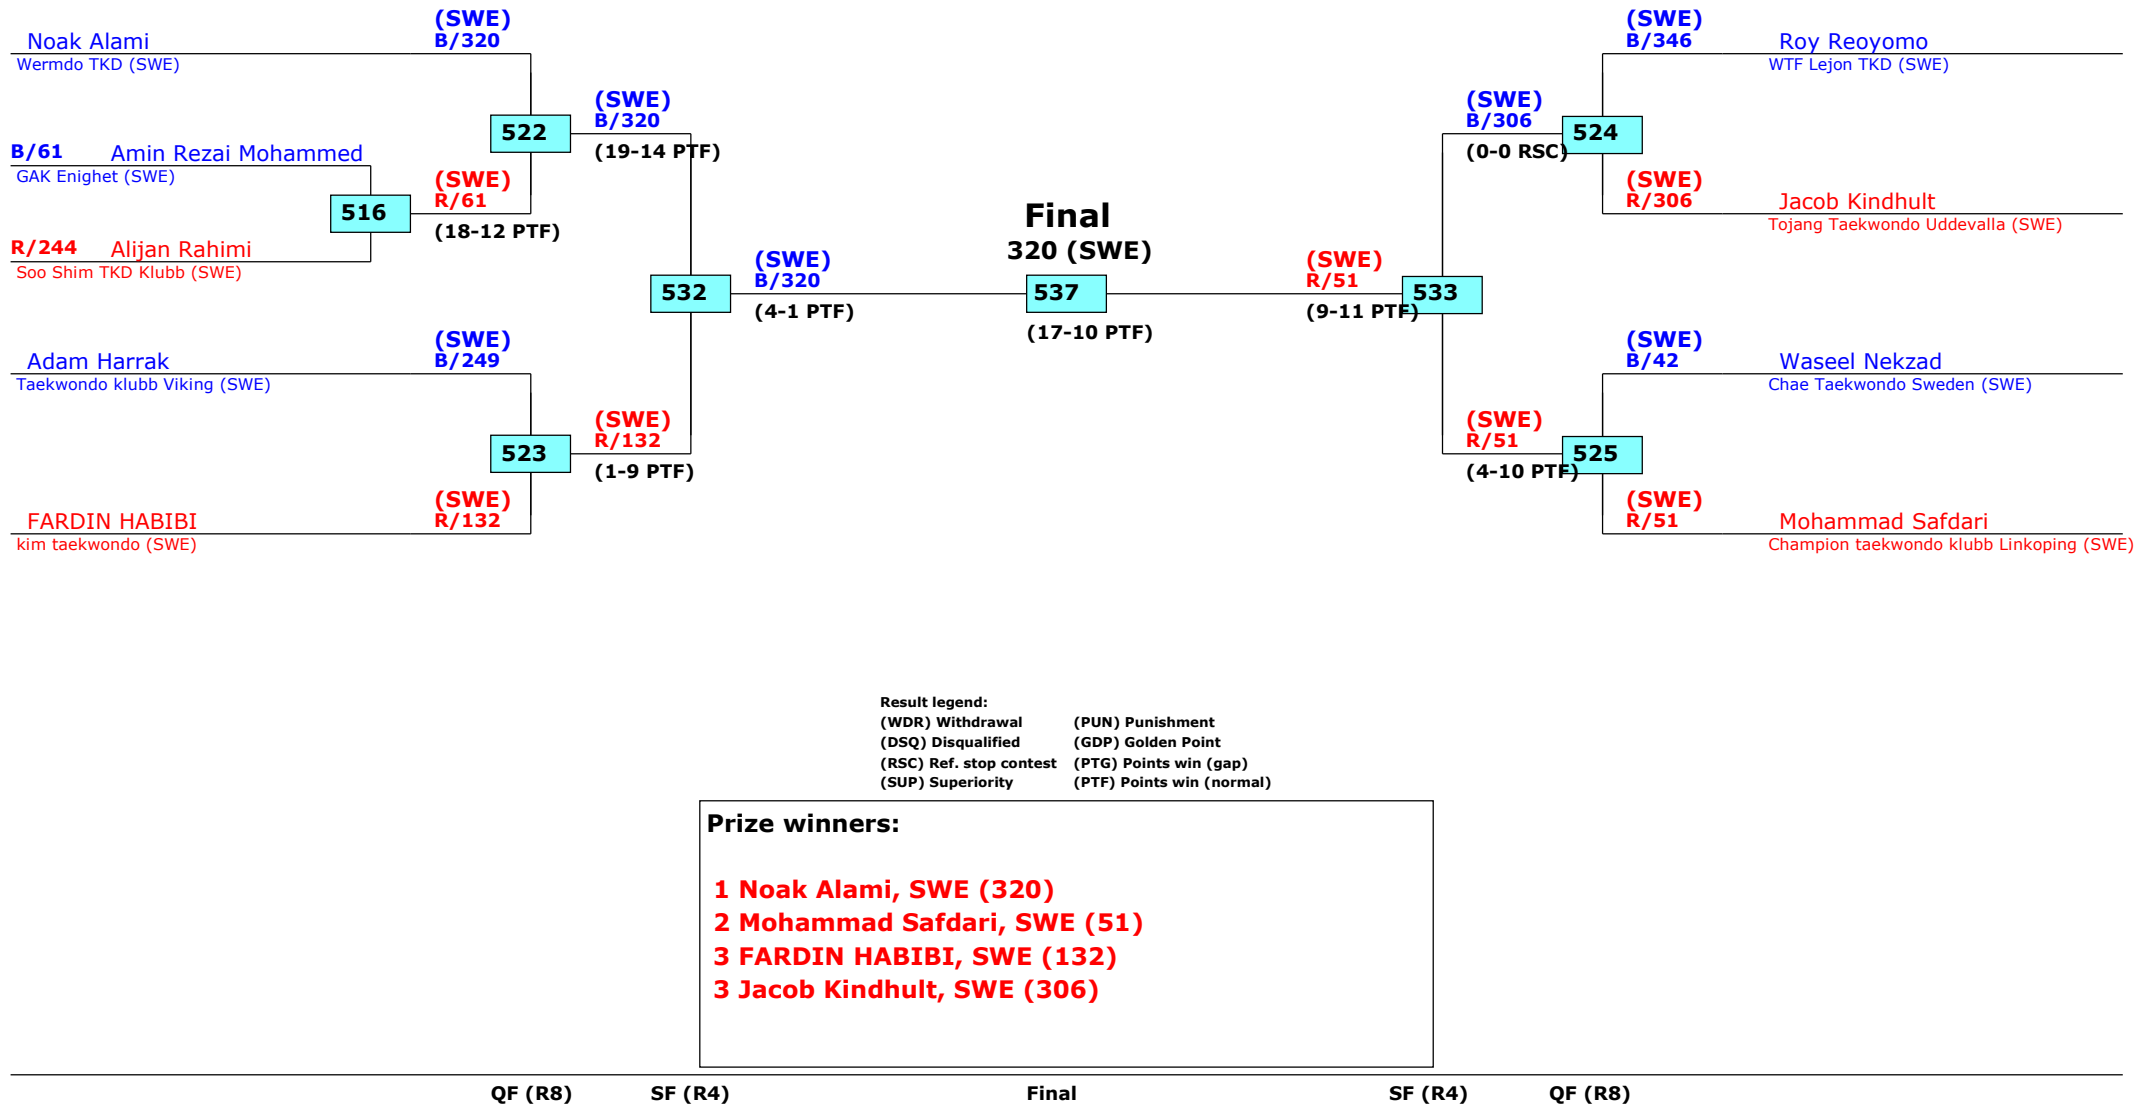 (SWE)
B/320
Noak Alami
Wermdo TKD (SWE)
(SWE)
B/320
522
(19-14 PTF)
B/61 Amin Rezai Mohammed
GAK Enighet (SWE)
516
(SWE)
R/61
(18-12 PTF)
R/244 Alijan Rahimi
Soo Shim TKD Klubb (SWE)
532
(SWE)
B/320
(4-1 PTF)
(SWE)
B/249
Adam Harrak
Taekwondo klubb Viking (SWE)
523
(SWE)
R/132
(1-9 PTF)
(SWE)
R/132
FARDIN HABIBI
kim taekwondo (SWE)
Final
320 (SWE)
537
(17-10 PTF)
(SWE)
B/346
Roy Reoyomo
WTF Lejon TKD (SWE)
(SWE)
B/306
524
(0-0 RSC)
(SWE)
R/306
Jacob Kindhult
Tojang Taekwondo Uddevalla (SWE)
(SWE)
R/51
533
(9-11 PTF)
(SWE)
B/42
Waseel Nekzad
Chae Taekwondo Sweden (SWE)
(SWE)
R/51
525
(4-10 PTF)
(SWE)
R/51
Mohammad Safdari
Champion taekwondo klubb Linkoping (SWE)
Result legend:
(WDR) Withdrawal (PUN) Punishment
(DSQ) Disqualified (GDP) Golden Point
(RSC) Ref. stop contest (PTG) Points win (gap)
(SUP) Superiority (PTF) Points win (normal)
Prize winners:
1 Noak Alami, SWE (320)
2 Mohammad Safdari, SWE (51)
3 FARDIN HABIBI, SWE (132)
3 Jacob Kindhult, SWE (306)
QF (R8) SF (R4) Final SF (R4) QF (R8)